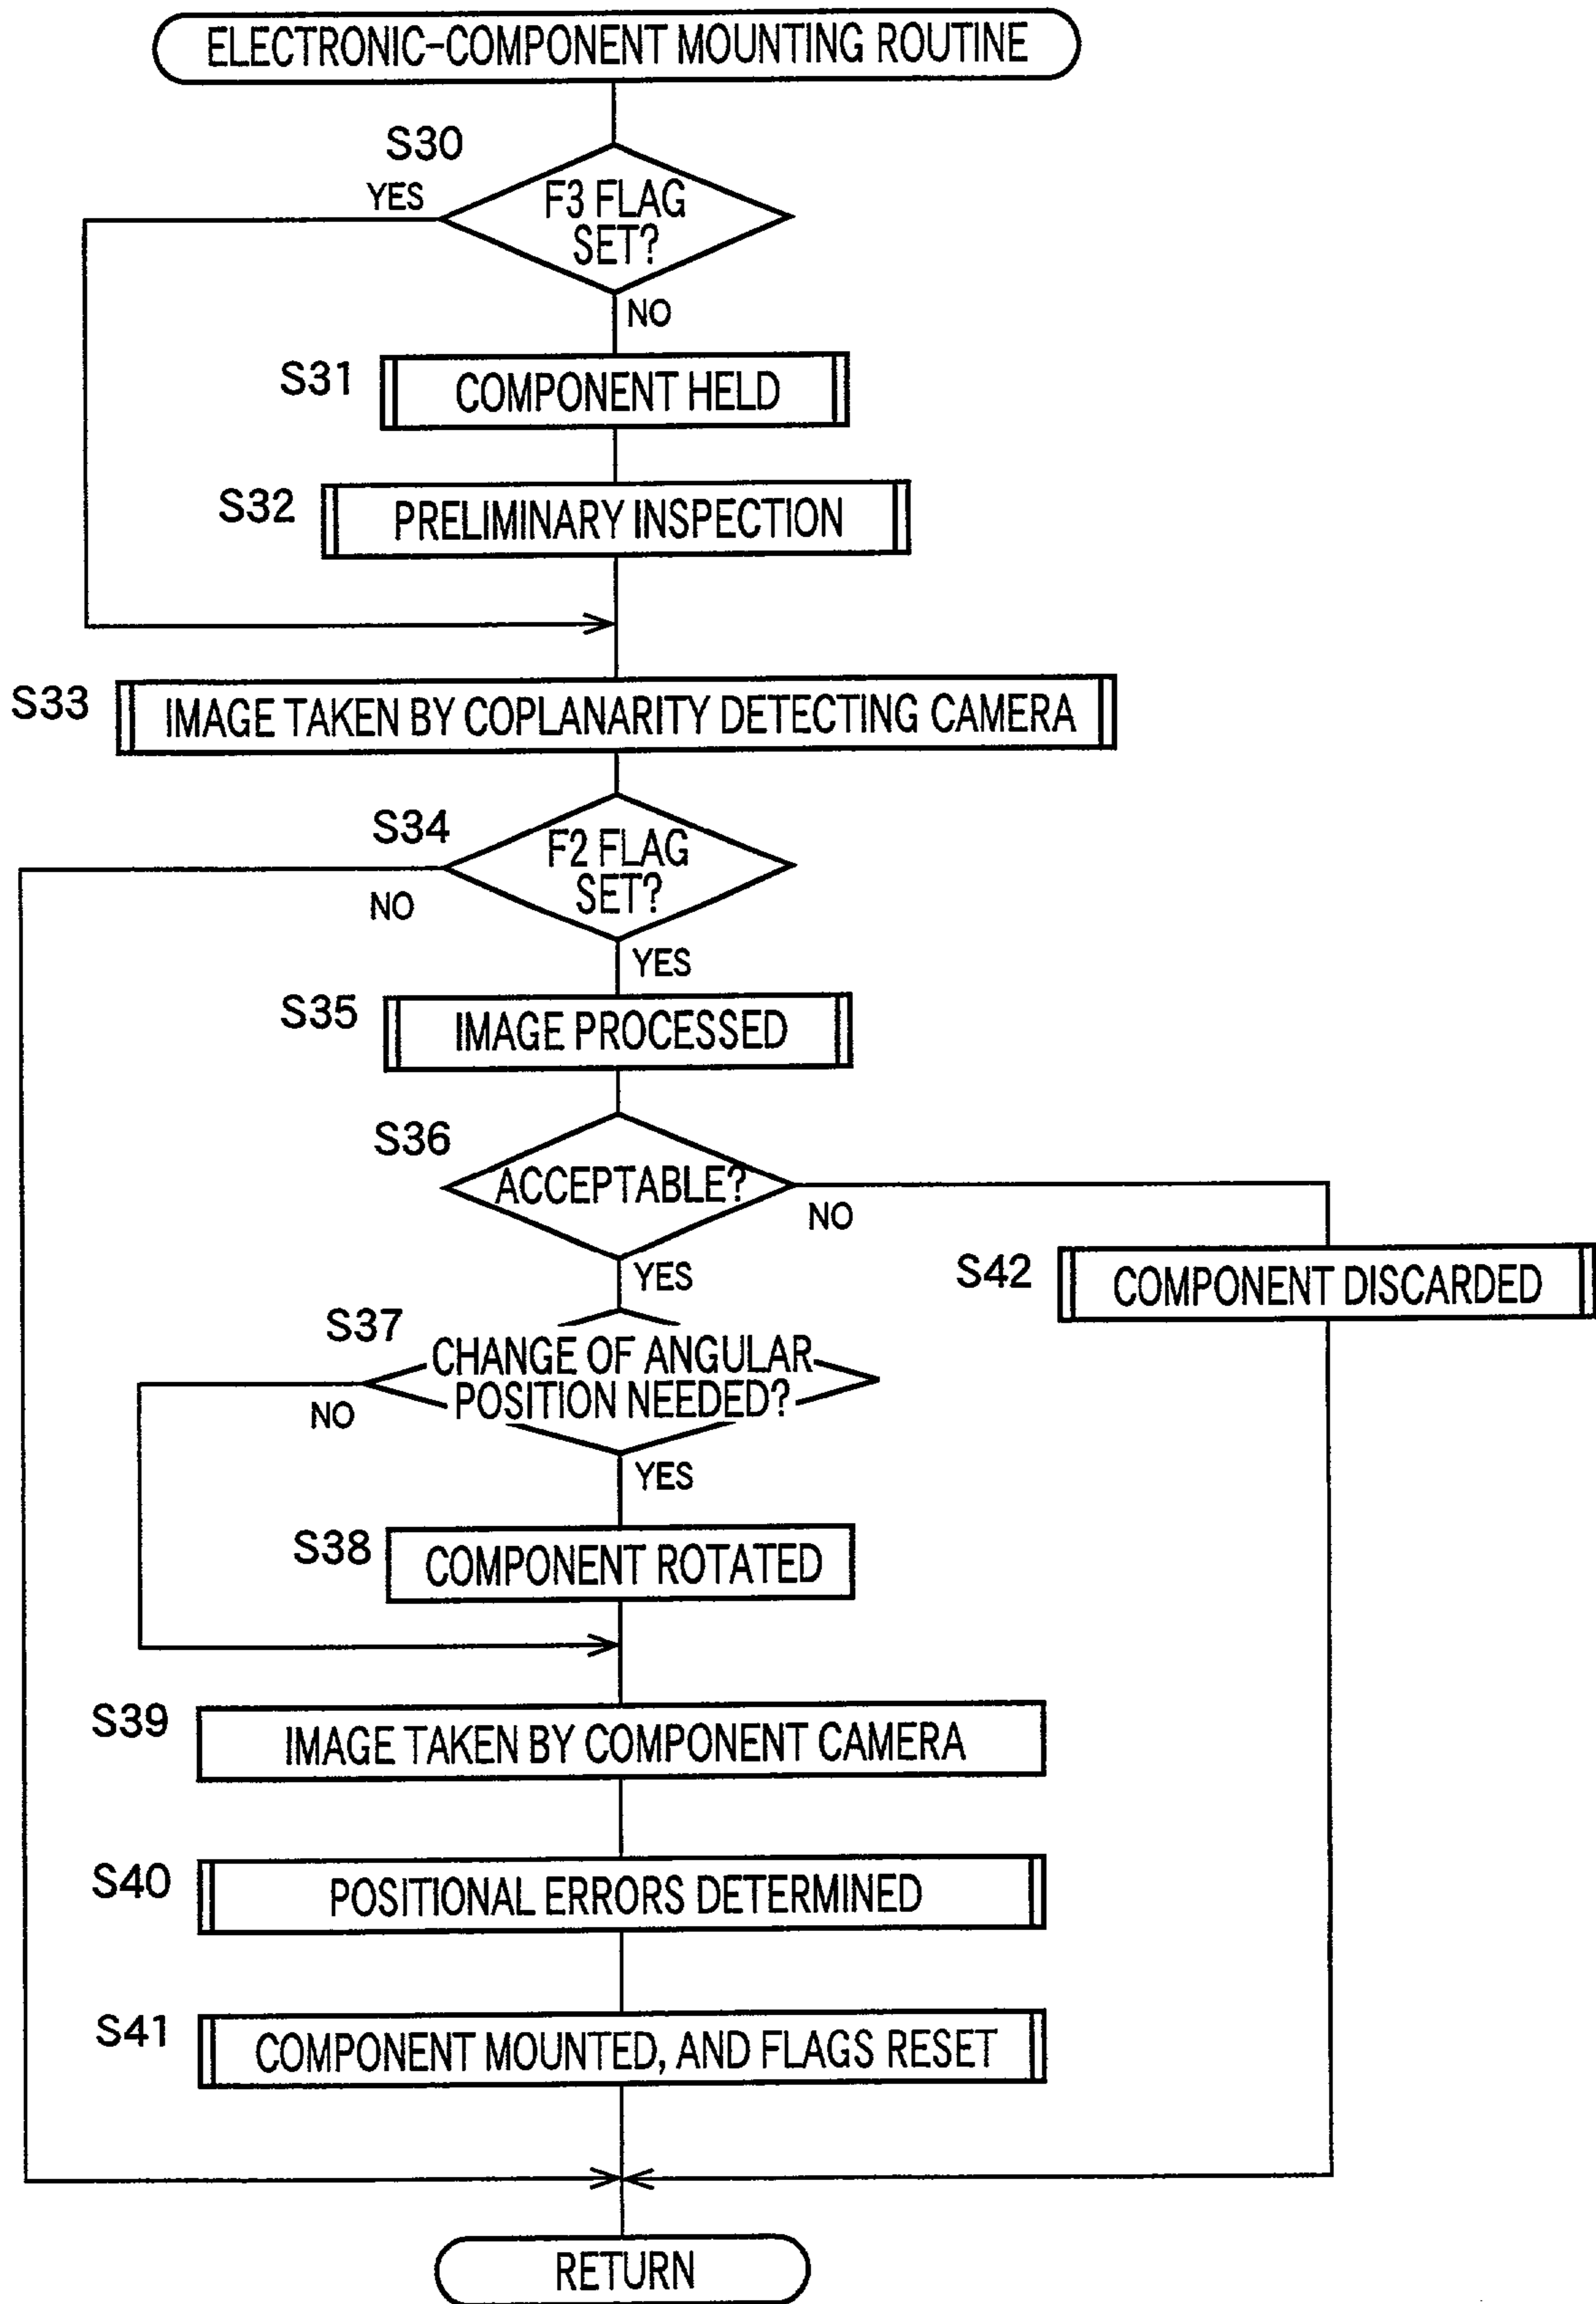 ELECTRONIC-COMPONENT MOUNTING ROUTINE
S30
YES
F3 FLAG
SET?
NO
S31
COMPONENT HELD
S32
PRELIMINARY INSPECTION
S33
IMAGE TAKEN BY COPLANARITY DETECTING CAMERA
S34
F2 FLAG
SET?
NO
YES
S35
IMAGE PROCESSED
S36
ACCEPTABLE?
NO
YES
S42
COMPONENT DISCARDED
S37
CHANGE OF ANGULAR
POSITION NEEDED?
NO
YES
S38
COMPONENT ROTATED
S39
IMAGE TAKEN BY COMPONENT CAMERA
S40
POSITIONAL ERRORS DETERMINED
S41
COMPONENT MOUNTED, AND FLAGS RESET
RETURN